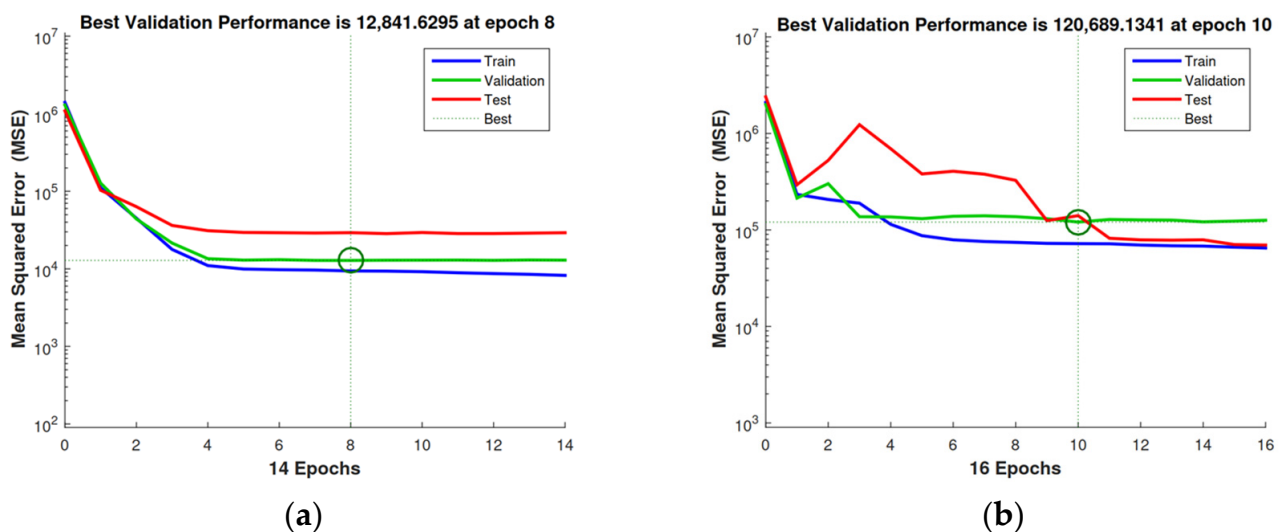 Best Validation Performance is 12,841.6295 at epoch 8
10^7
10^6
10^5
10^4
10^3
10^2
Mean Squared Error (MSE)
Train
Validation
Test
Best
0 2 4 6 8 10 12 14
14 Epochs
(a)
Best Validation Performance is 120,689.1341 at epoch 10
10^7
10^6
10^5
10^4
10^3
Mean Squared Error (MSE)
Train
Validation
Test
Best
0 2 4 6 8 10 12 14 16
16 Epochs
(b)